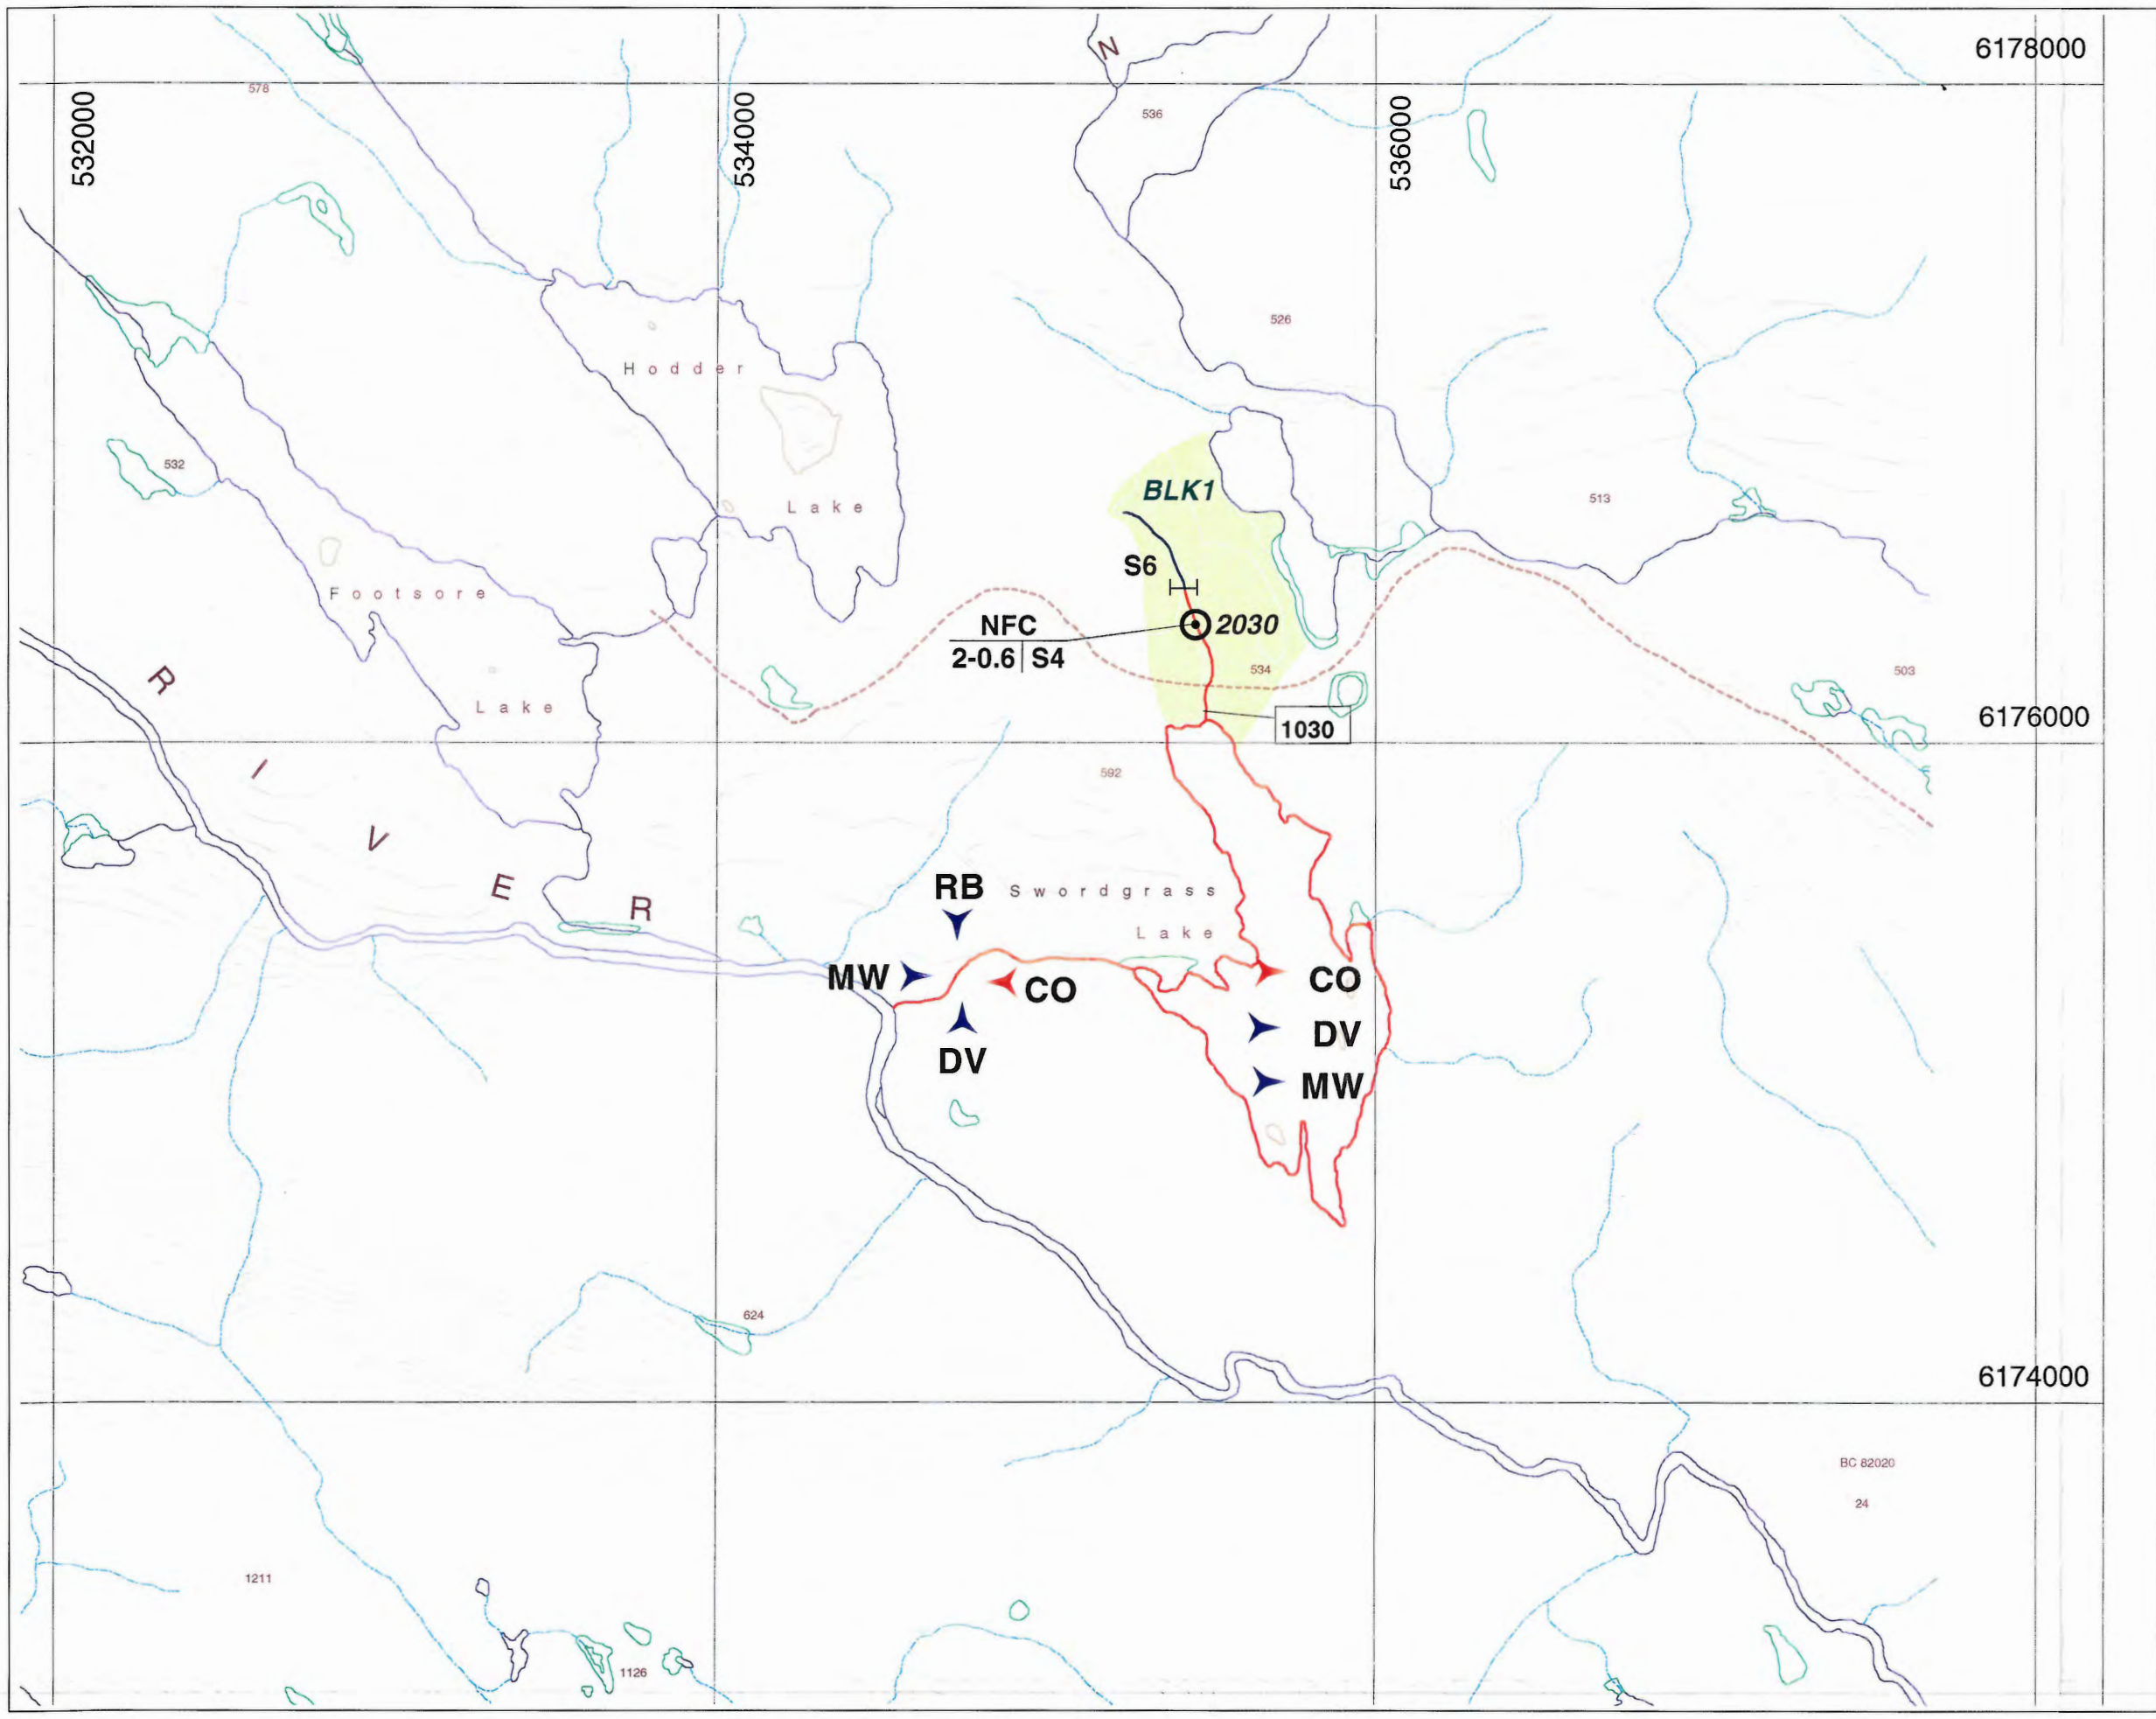 N
6178000
578
532000
534000
536
536000
526
Hodder
532
BLK1
513
Lake
S6
Footsore
NFC
2030
2-0.6 | S4
R
534
503
Lake
6176000
1030
I
592
V
E
RB
Swordgrass
R
Lake
MW
CO
CO
DV
DV
MW
624
6174000
BC 82020
24
1211
1126